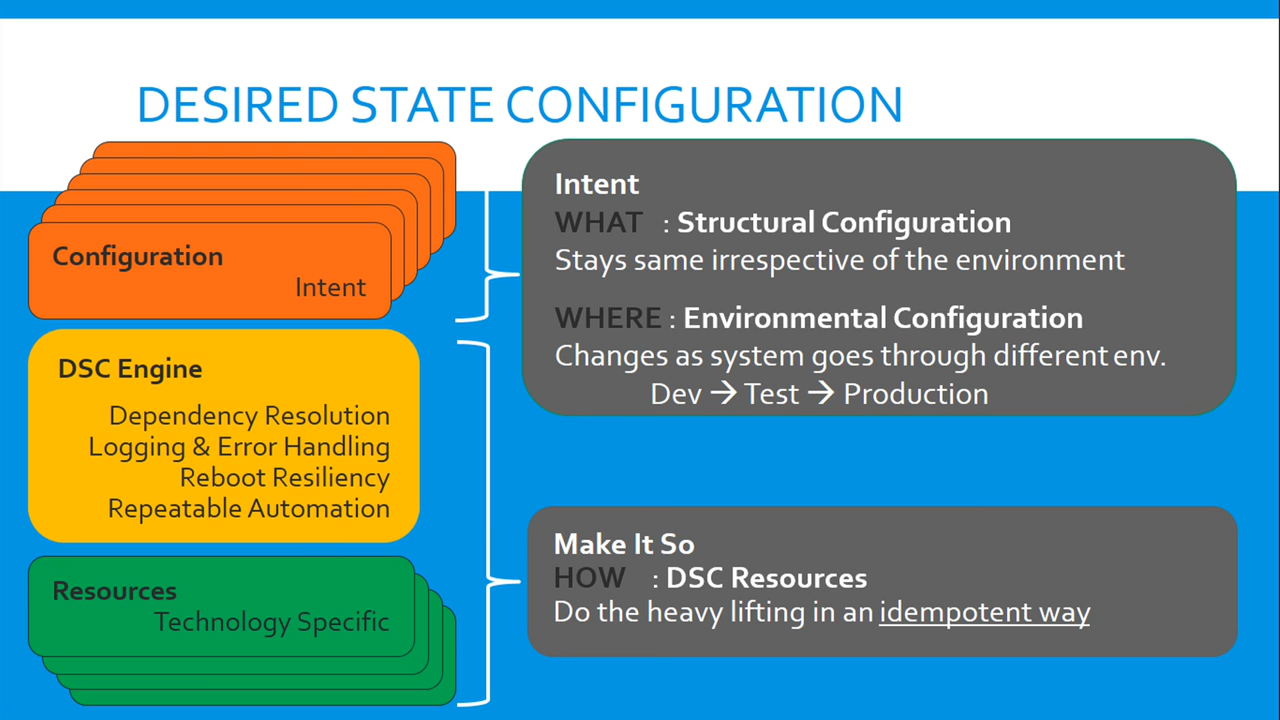 DESIRED STATE CONFIGURATION
Configuration
Intent
DSC Engine
Dependency Resolution
Logging & Error Handling
Reboot Resiliency
Repeatable Automation
Resources
Technology Specific
Intent
WHAT : Structural Configuration
Stays same irrespective of the environment
WHERE : Environmental Configuration
Changes as system goes through different env.
Dev → Test → Production
Make It So
HOW : DSC Resources
Do the heavy lifting in an idempotent way